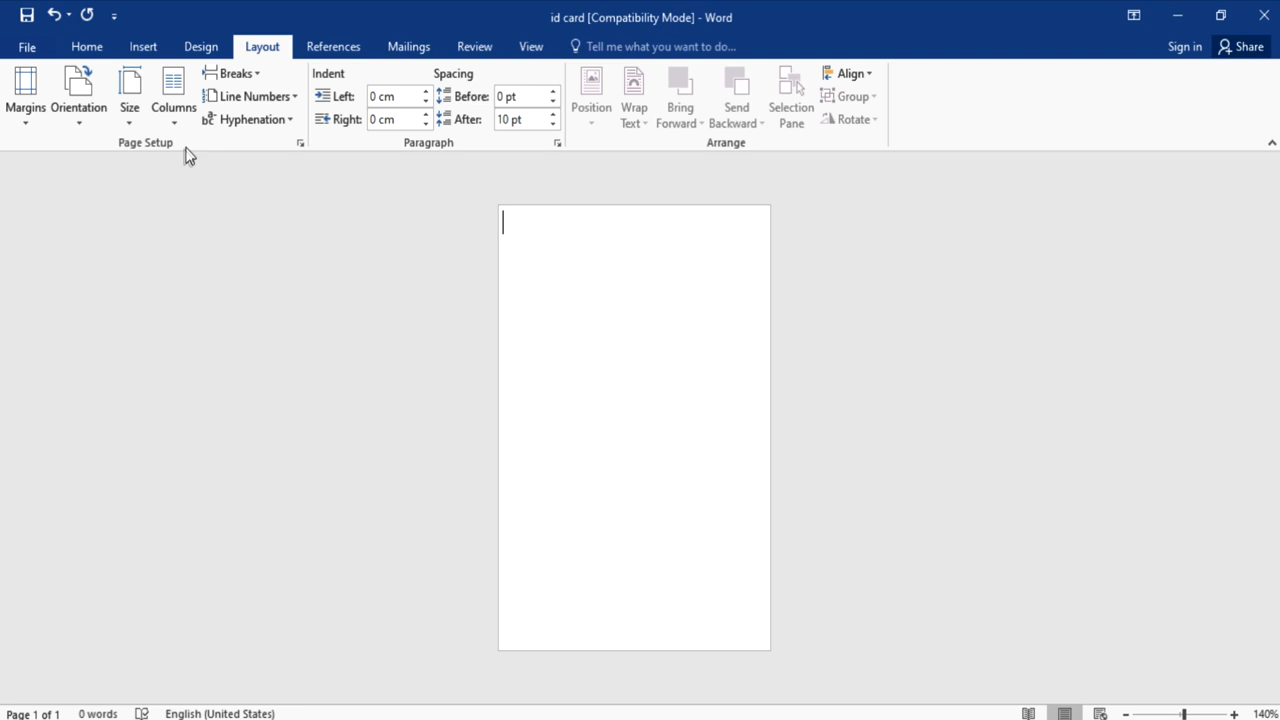 id card [Compatibility Mode] - Word
File Home Insert Design Layout References Mailings Review View Tell me what you want to do... Sign in Share
Margins Orientation Size Columns
Breaks
Line Numbers
Hyphenation
Page Setup
Indent Spacing
Left: 0 cm Before: 0 pt
Right: 0 cm After: 10 pt
Paragraph
Position Wrap Text Bring Forward Send Backward Selection Pane
Align
Group
Rotate
Arrange
Page 1 of 1 0 words English (United States) 140%